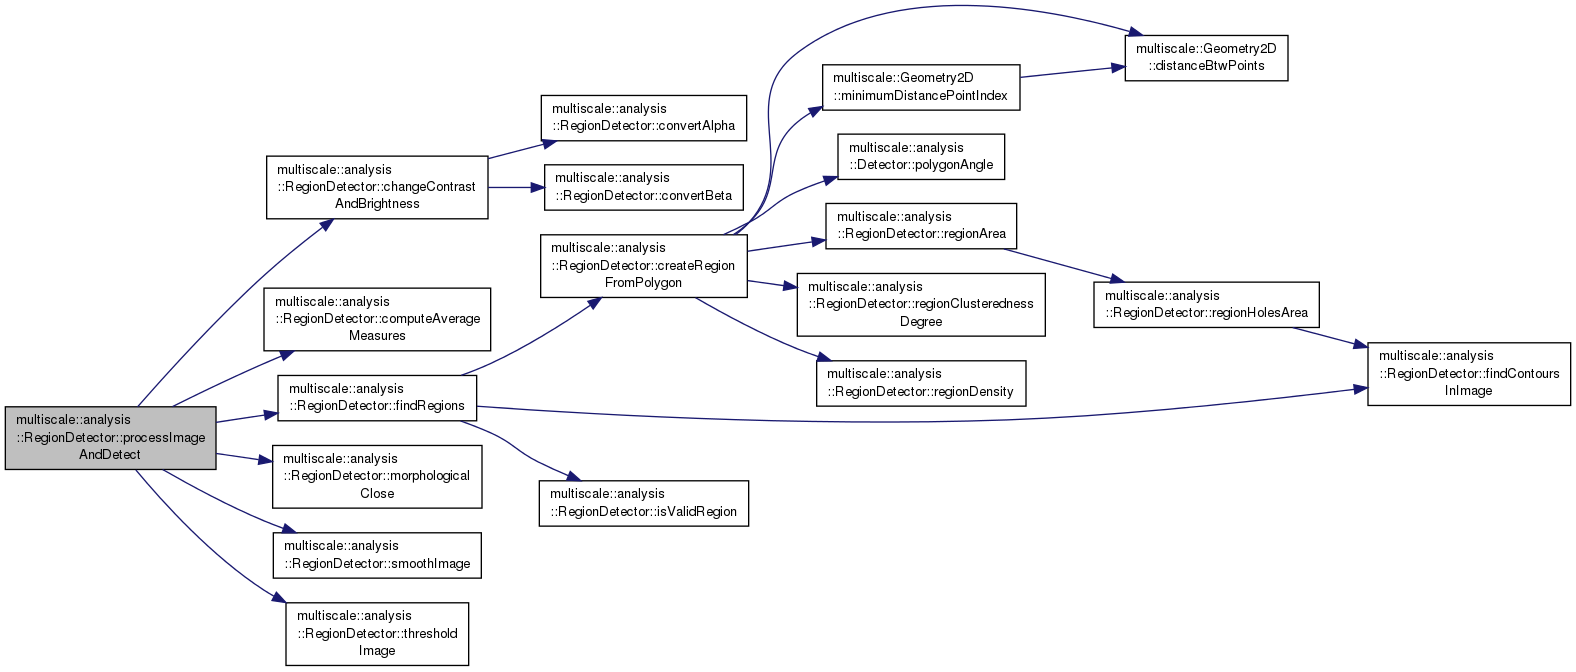 multiscale::analysis
::RegionDetector::processImage
AndDetect
multiscale::analysis
::RegionDetector::changeContrast
AndBrightness
multiscale::analysis
::RegionDetector::convertAlpha
multiscale::analysis
::RegionDetector::convertBeta
multiscale::analysis
::RegionDetector::computeAverage
Measures
multiscale::analysis
::RegionDetector::findRegions
multiscale::analysis
::RegionDetector::createRegion
FromPolygon
multiscale::Geometry2D
::minimumDistancePointIndex
multiscale::Geometry2D
::distanceBtwPoints
multiscale::analysis
::Detector::polygonAngle
multiscale::analysis
::RegionDetector::regionArea
multiscale::analysis
::RegionDetector::regionHolesArea
multiscale::analysis
::RegionDetector::findContours
InImage
multiscale::analysis
::RegionDetector::regionClusteredness
Degree
multiscale::analysis
::RegionDetector::regionDensity
multiscale::analysis
::RegionDetector::isValidRegion
multiscale::analysis
::RegionDetector::morphological
Close
multiscale::analysis
::RegionDetector::smoothImage
multiscale::analysis
::RegionDetector::threshold
Image